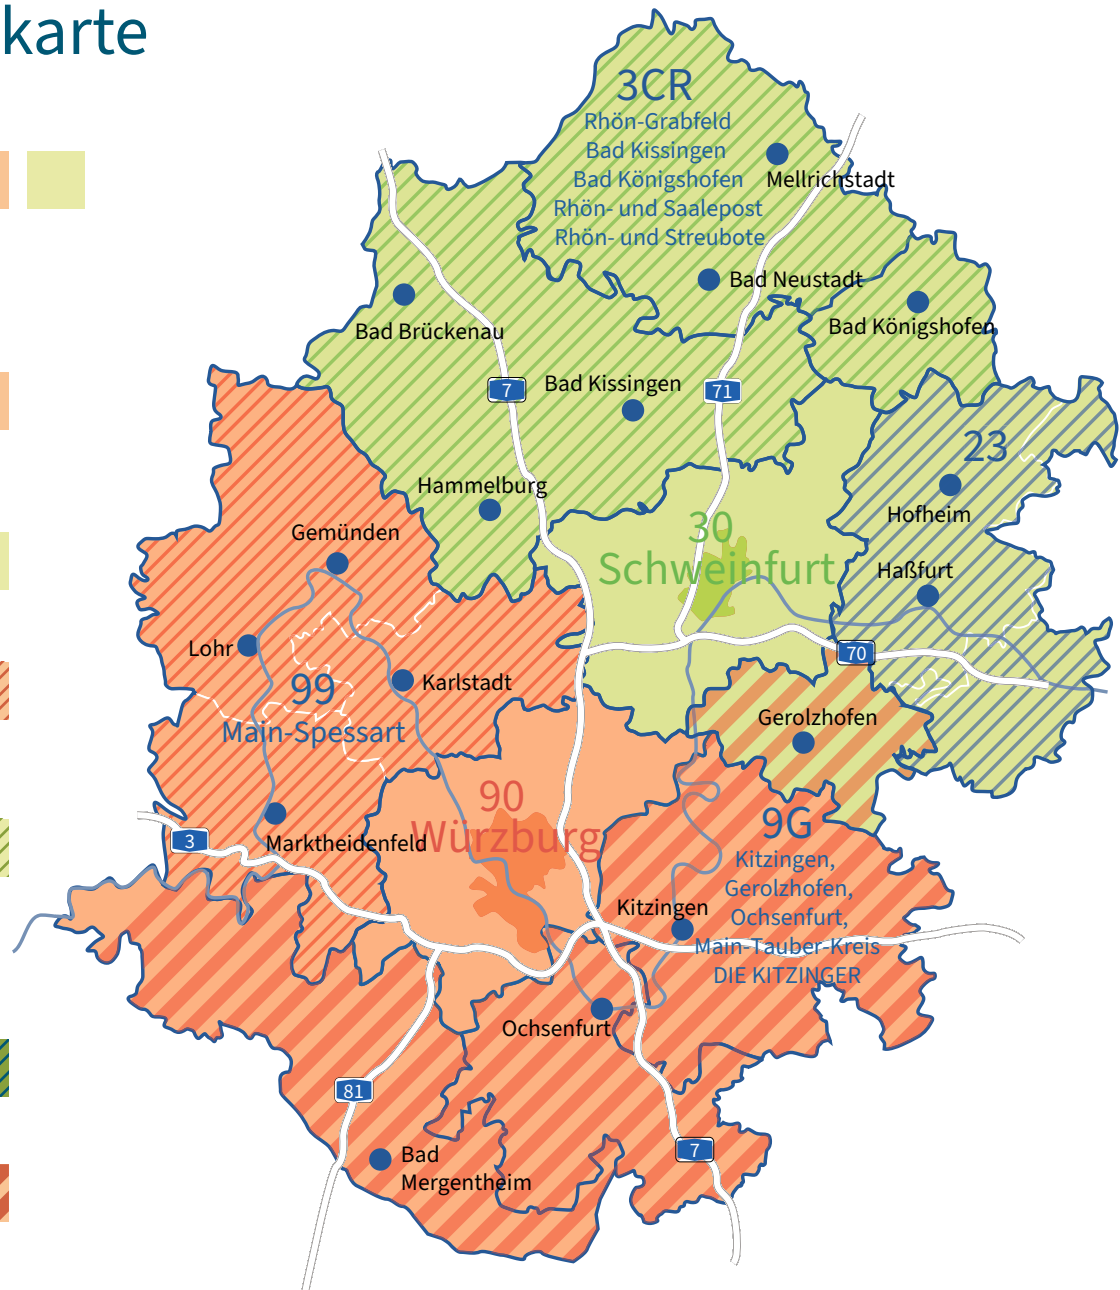 karte
3CR
Rhön-Grabfeld
Bad Kissingen
Bad Königshofen
Rhön- und Saalepost
Rhön- und Streubote
Mellrichstadt
Bad Neustadt
Bad Königshofen
Bad Brückenau
7
Bad Kissingen
71
23
Hammelburg
Hofheim
Gemünden
30
Schweinfurt
Haßfurt
Lohr
70
99
Karlstadt
Main-Spessart
Gerolzhofen
90
Würzburg
9G
3
Marktheidenfeld
Kitzingen,
Gerolzhofen,
Ochsenfurt,
Main-Tauber-Kreis
DIE KITZINGER
Kitzingen
Ochsenfurt
81
7
Bad
Mergentheim